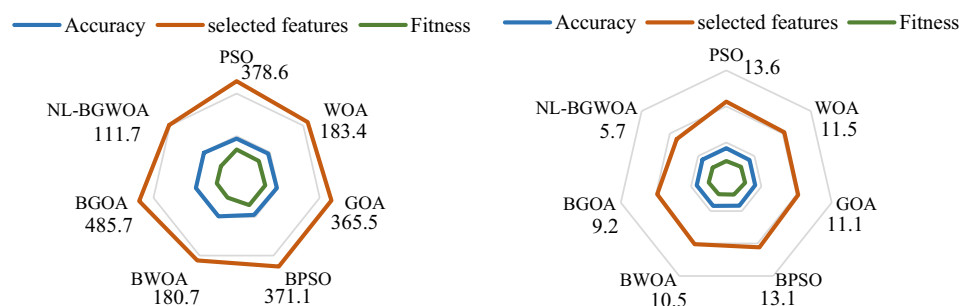 Accuracy selected features Fitness
PSO
378.6
NL-BGWOA
111.7
WOA
183.4
BGOA
485.7
GOA
365.5
BWOA
180.7
BPSO
371.1
Accuracy selected features Fitness
PSO
13.6
NL-BGWOA
5.7
WOA
11.5
BGOA
9.2
GOA
11.1
BWOA
10.5
BPSO
13.1